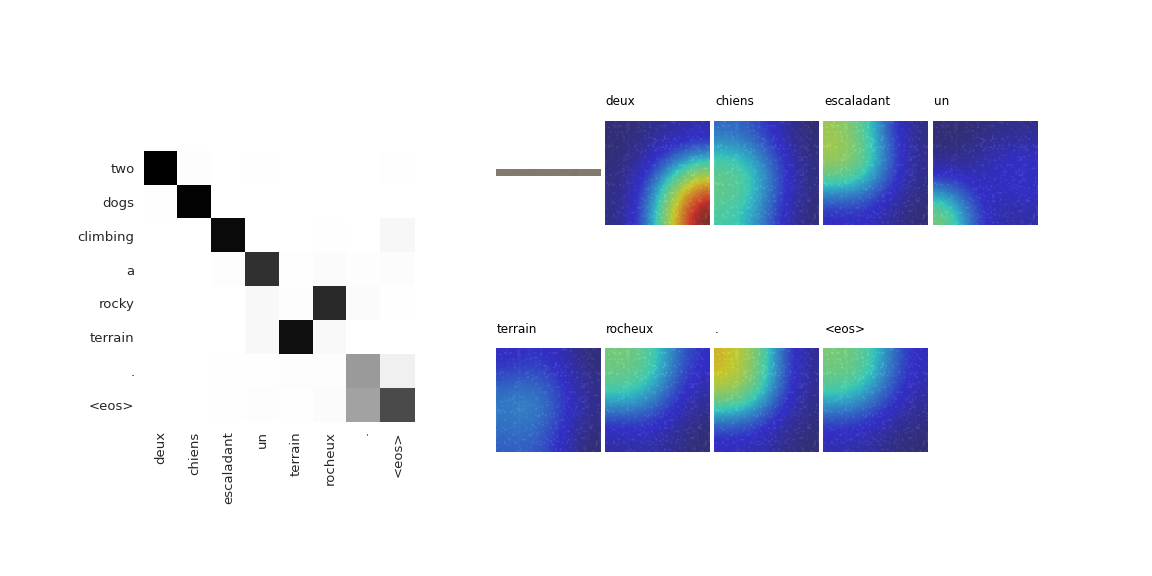 two
dogs
climbing
a
rocky
terrain
.
<eos>
deux
chiens
escaladant
un
terrain
rocheux
.
<eos>
deux chiens escaladant un
terrain rocheux . <eos>